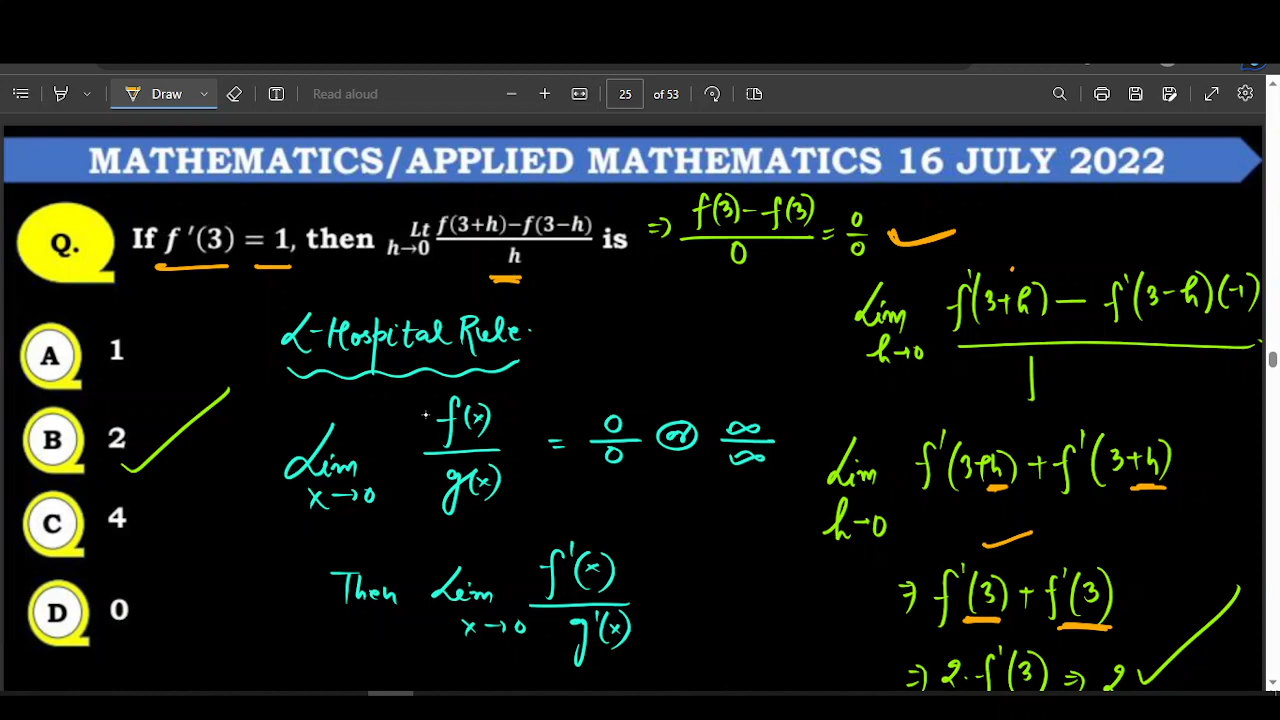 Draw
Read aloud
25 of 53
MATHEMATICS/APPLIED MATHEMATICS 16 JULY 2022
Q. If f '(3) = 1, then Lt h→0 f(3+h)−f(3−h)/h is
⇒ f(3) − f(3)/0 = 0/0
Lim h→0 f'(3+h) − f'(3−h)(-1)/1
A 1
L-Hospital Rule.
B 2
Lim x→0 f(x)/g(x) = 0/0 or ∞/∞
Lim h→0 f'(3+h) + f'(3+h)
C 4
Then Lim x→0 f'(x)/g'(x)
⇒ f'(3) + f'(3)
D 0
⇒ 2.f'(3) ⇒ 2